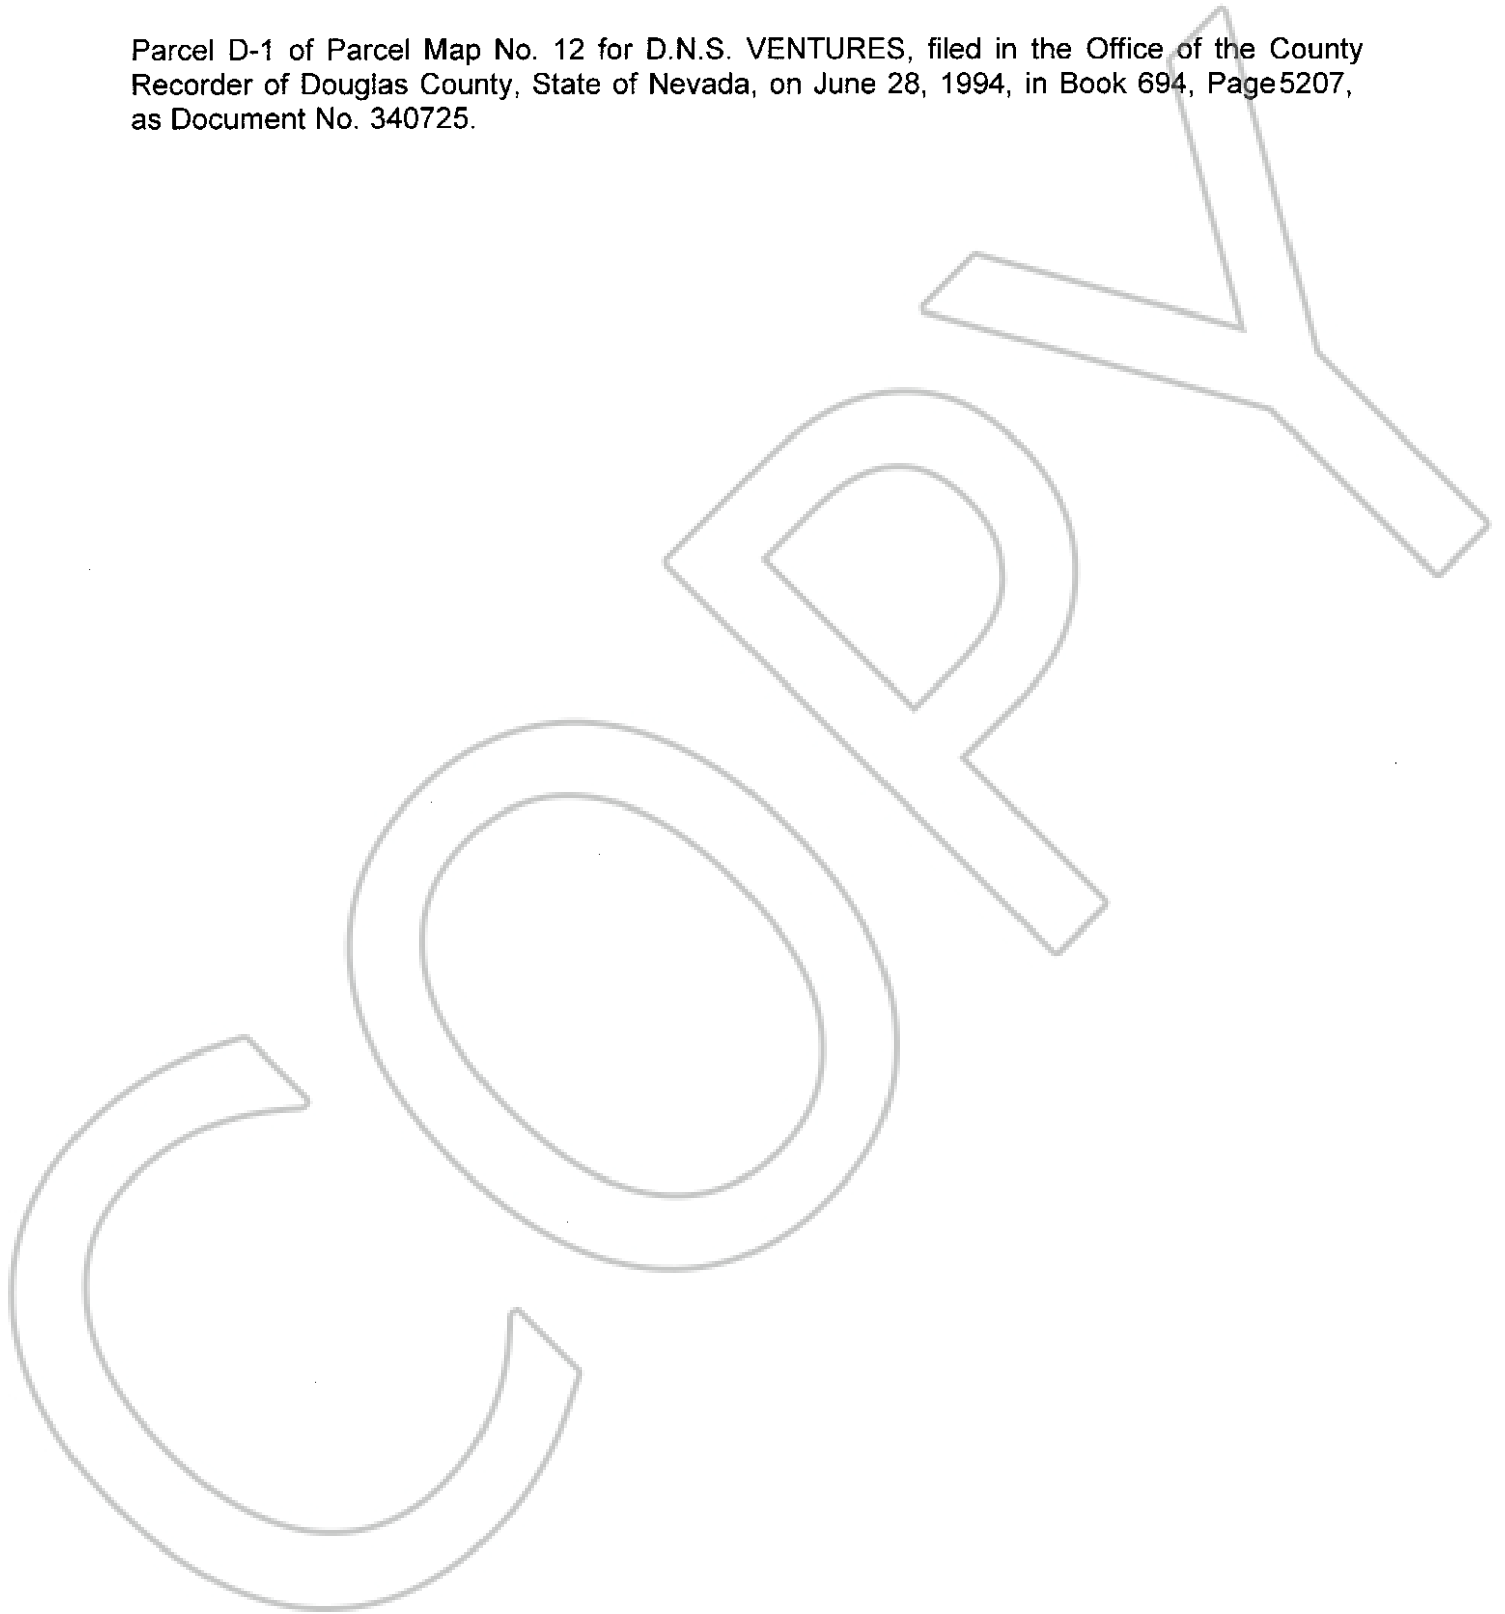 Parcel D-1 of Parcel Map No. 12 for D.N.S. VENTURES, filed in the Office of the County
Recorder of Douglas County, State of Nevada, on June 28, 1994, in Book 694, Page 5207,
as Document No. 340725.
COPY